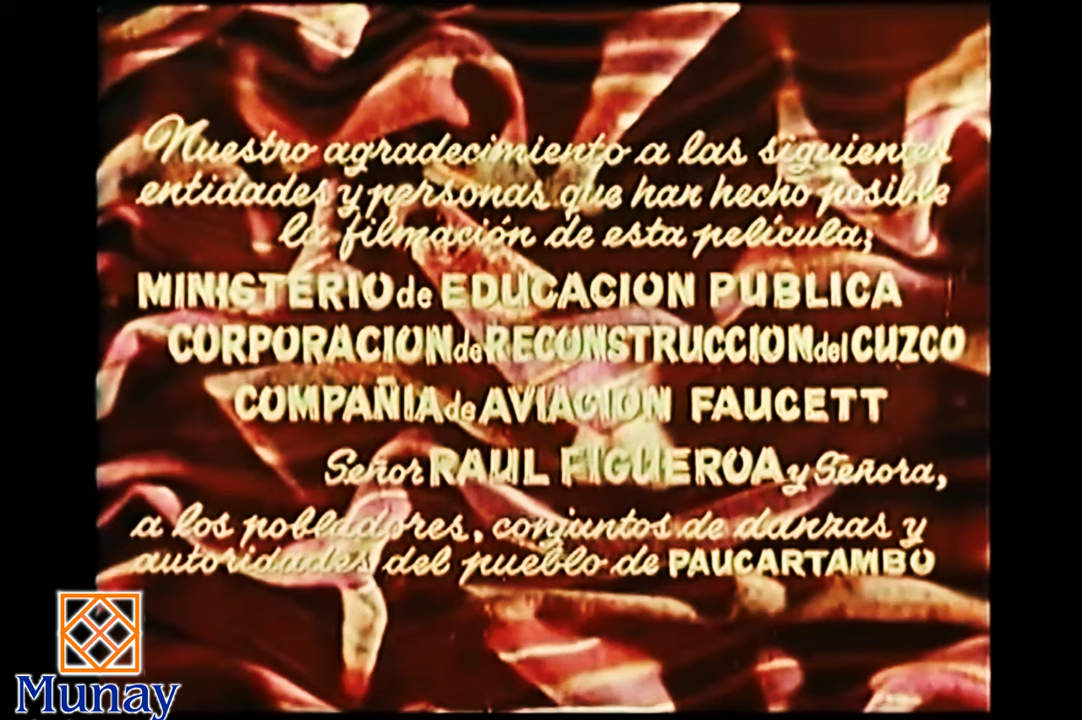 Nuestro agradecimiento a las siguientes
entidades y personas que han hecho posible
la filmación de esta película;
MINISTERIO de EDUCACION PUBLICA
CORPORACION de RECONSTRUCCION del CUZCO
COMPAÑIA de AVIACION FAUCETT
Señor RAUL FIGUEROA y Señora,
a los pobladores, conjuntos de danzas y
autoridades del pueblo de PAUCARTAMBO
Munay